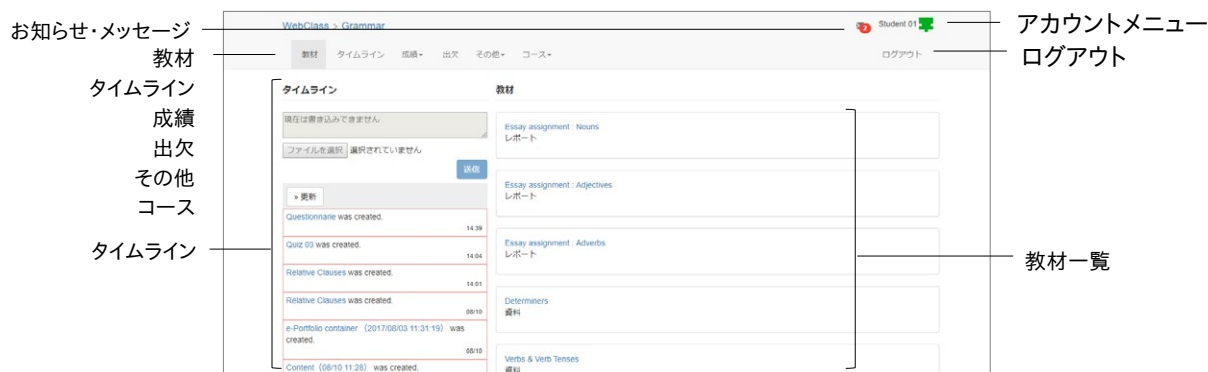 お知らせ・メッセージ
教材
タイムライン
成績
出欠
その他
コース
タイムライン
WebClass > Grammar
2
Student 01
教材 タイムライン 成績 出欠 その他 コース ログアウト
タイムライン
現在は書き込みできません
ファイルを選択 選択されていません
送信
» 更新
Questionnarie was created.
14:39
Quiz 03 was created.
14:04
Relative Clauses was created.
14:01
Relative Clauses was created.
08/10
e-Portfolio container （2017/08/03 11:31:19） was
created.
08/10
Content （08/10 11:28） was created.
教材
Essay assignment : Nouns
レポート
Essay assignment : Adjectives
レポート
Essay assignment : Adverbs
レポート
Determiners
資料
Verbs & Verb Tenses
資料
アカウントメニュー
ログアウト
教材一覧